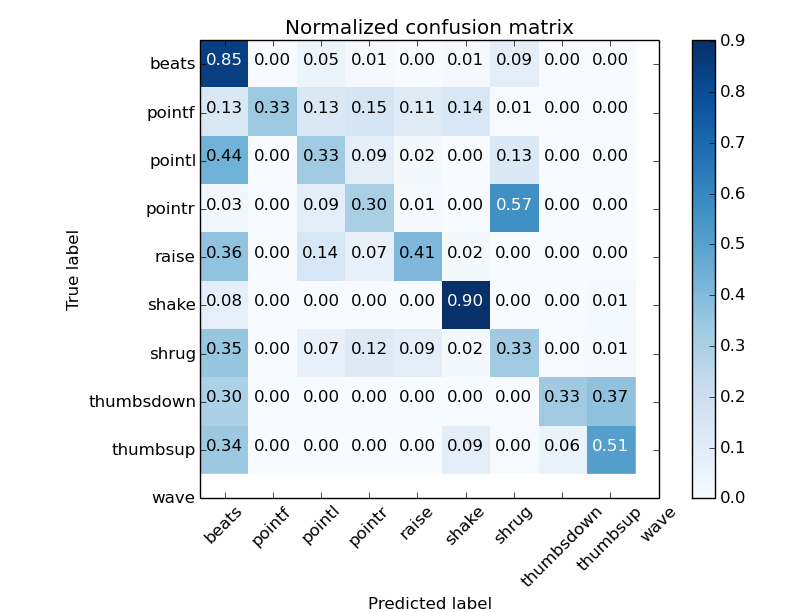 Normalized confusion matrix
beats 0.85 0.00 0.05 0.01 0.00 0.01 0.09 0.00 0.00
pointf 0.13 0.33 0.13 0.15 0.11 0.14 0.01 0.00 0.00
pointl 0.44 0.00 0.33 0.09 0.02 0.00 0.13 0.00 0.00
pointr 0.03 0.00 0.09 0.30 0.01 0.00 0.57 0.00 0.00
raise 0.36 0.00 0.14 0.07 0.41 0.02 0.00 0.00 0.00
shake 0.08 0.00 0.00 0.00 0.00 0.90 0.00 0.00 0.01
shrug 0.35 0.00 0.07 0.12 0.09 0.02 0.33 0.00 0.01
thumbsdown 0.30 0.00 0.00 0.00 0.00 0.00 0.00 0.33 0.37
thumbsup 0.34 0.00 0.00 0.00 0.00 0.09 0.00 0.06 0.51
wave
True label
beats pointf pointl pointr raise shake shrug thumbsdown thumbsup wave
Predicted label
0.9
0.8
0.7
0.6
0.5
0.4
0.3
0.2
0.1
0.0